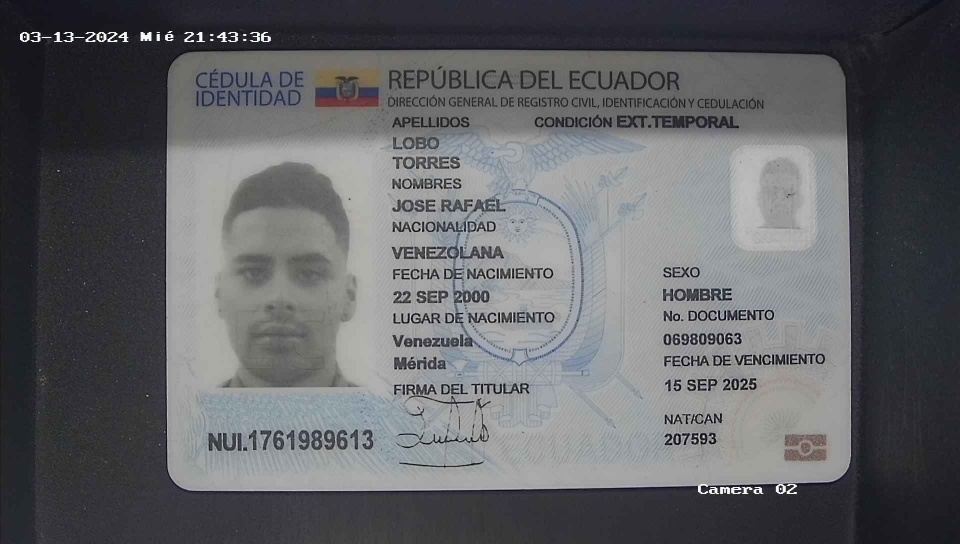 03-13-2024 Mié 21:43:36
CÉDULA DE
IDENTIDAD
REPÚBLICA DEL ECUADOR
DIRECCIÓN GENERAL DE REGISTRO CIVIL, IDENTIFICACIÓN Y CEDULACIÓN
APELLIDOS
CONDICIÓN EXT.TEMPORAL
LOBO
TORRES
NOMBRES
JOSE RAFAEL
NACIONALIDAD
VENEZOLANA
FECHA DE NACIMIENTO
22 SEP 2000
LUGAR DE NACIMIENTO
Venezuela
Mérida
FIRMA DEL TITULAR
SEXO
HOMBRE
No. DOCUMENTO
069809063
FECHA DE VENCIMIENTO
15 SEP 2025
NAT/CAN
207593
NUI.1761989613
Camera 02